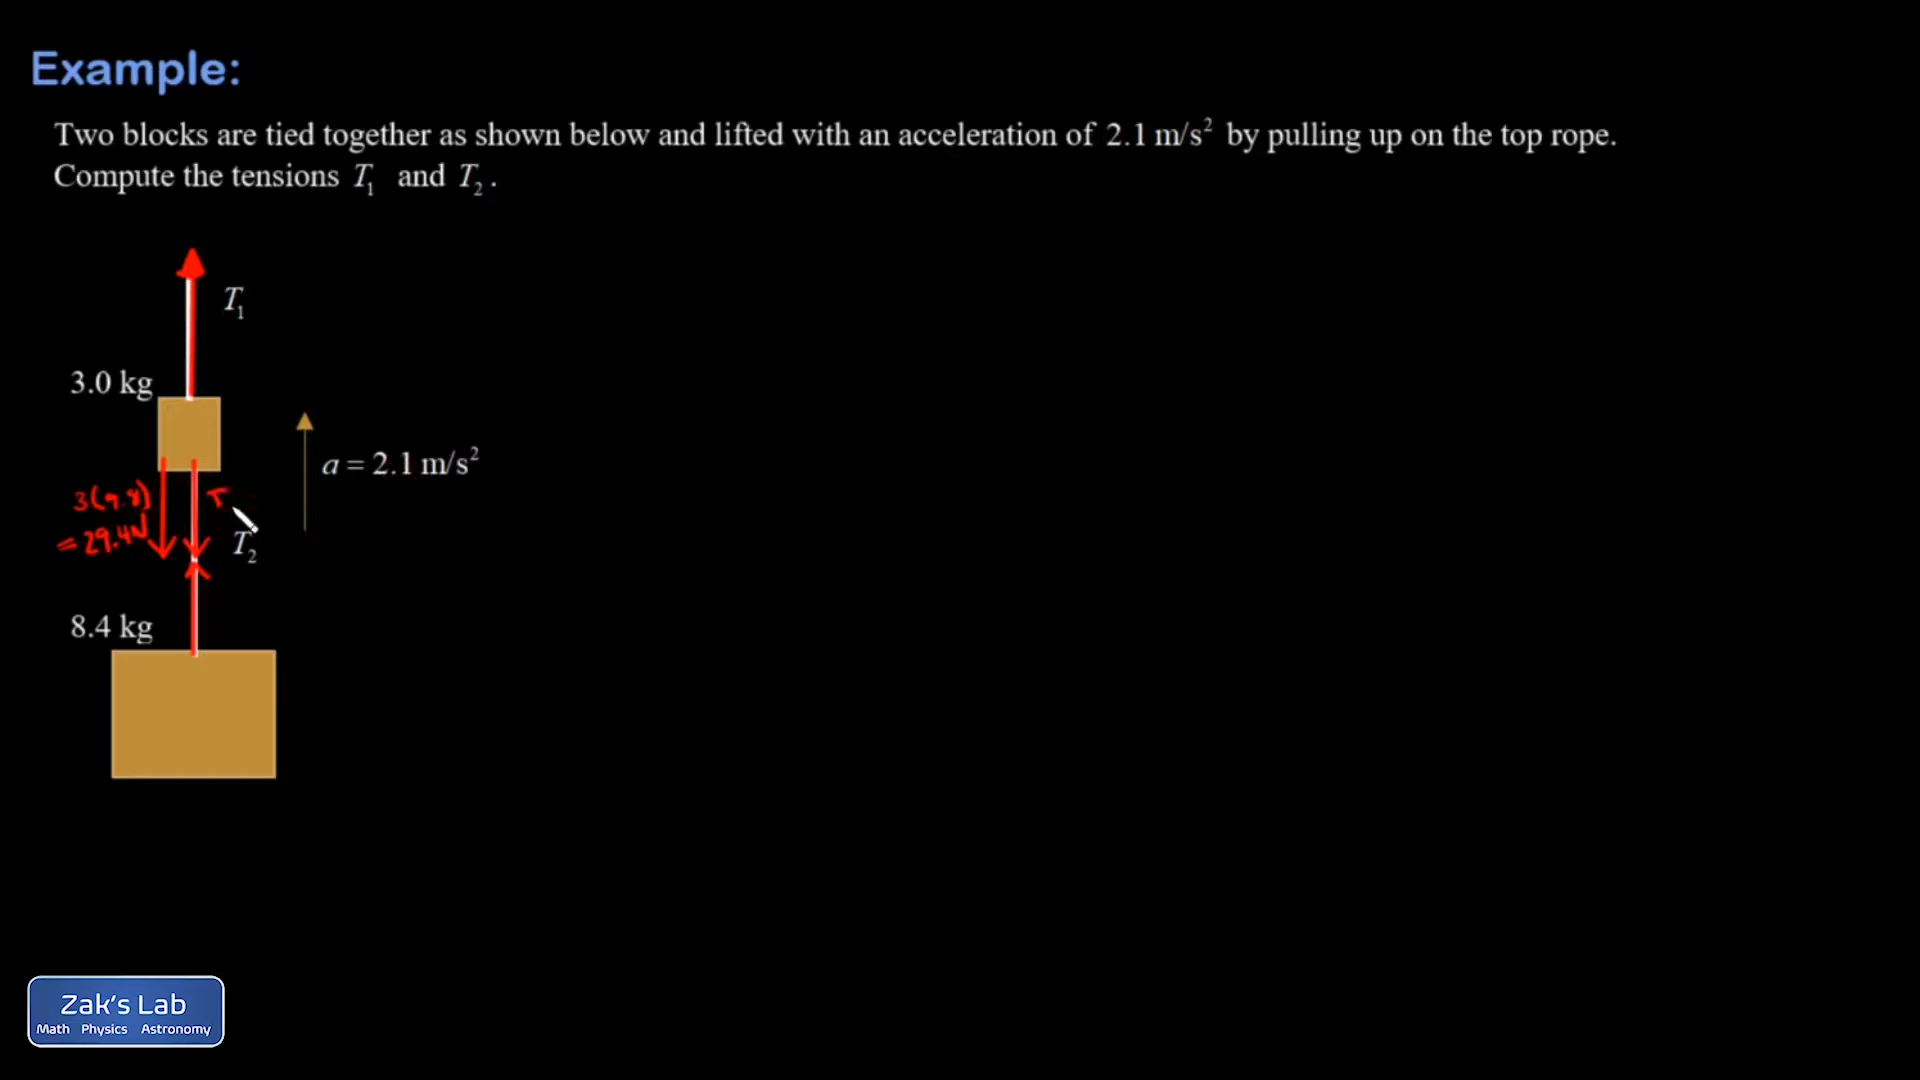 Example:
Two blocks are tied together as shown below and lifted with an acceleration of 2.1 m/s² by pulling up on the top rope.
Compute the tensions T₁ and T₂.
T₁
3.0 kg
a = 2.1 m/s²
3(9.8)
= 29.4N
T
T₂
8.4 kg
Zak's Lab
Math Physics Astronomy